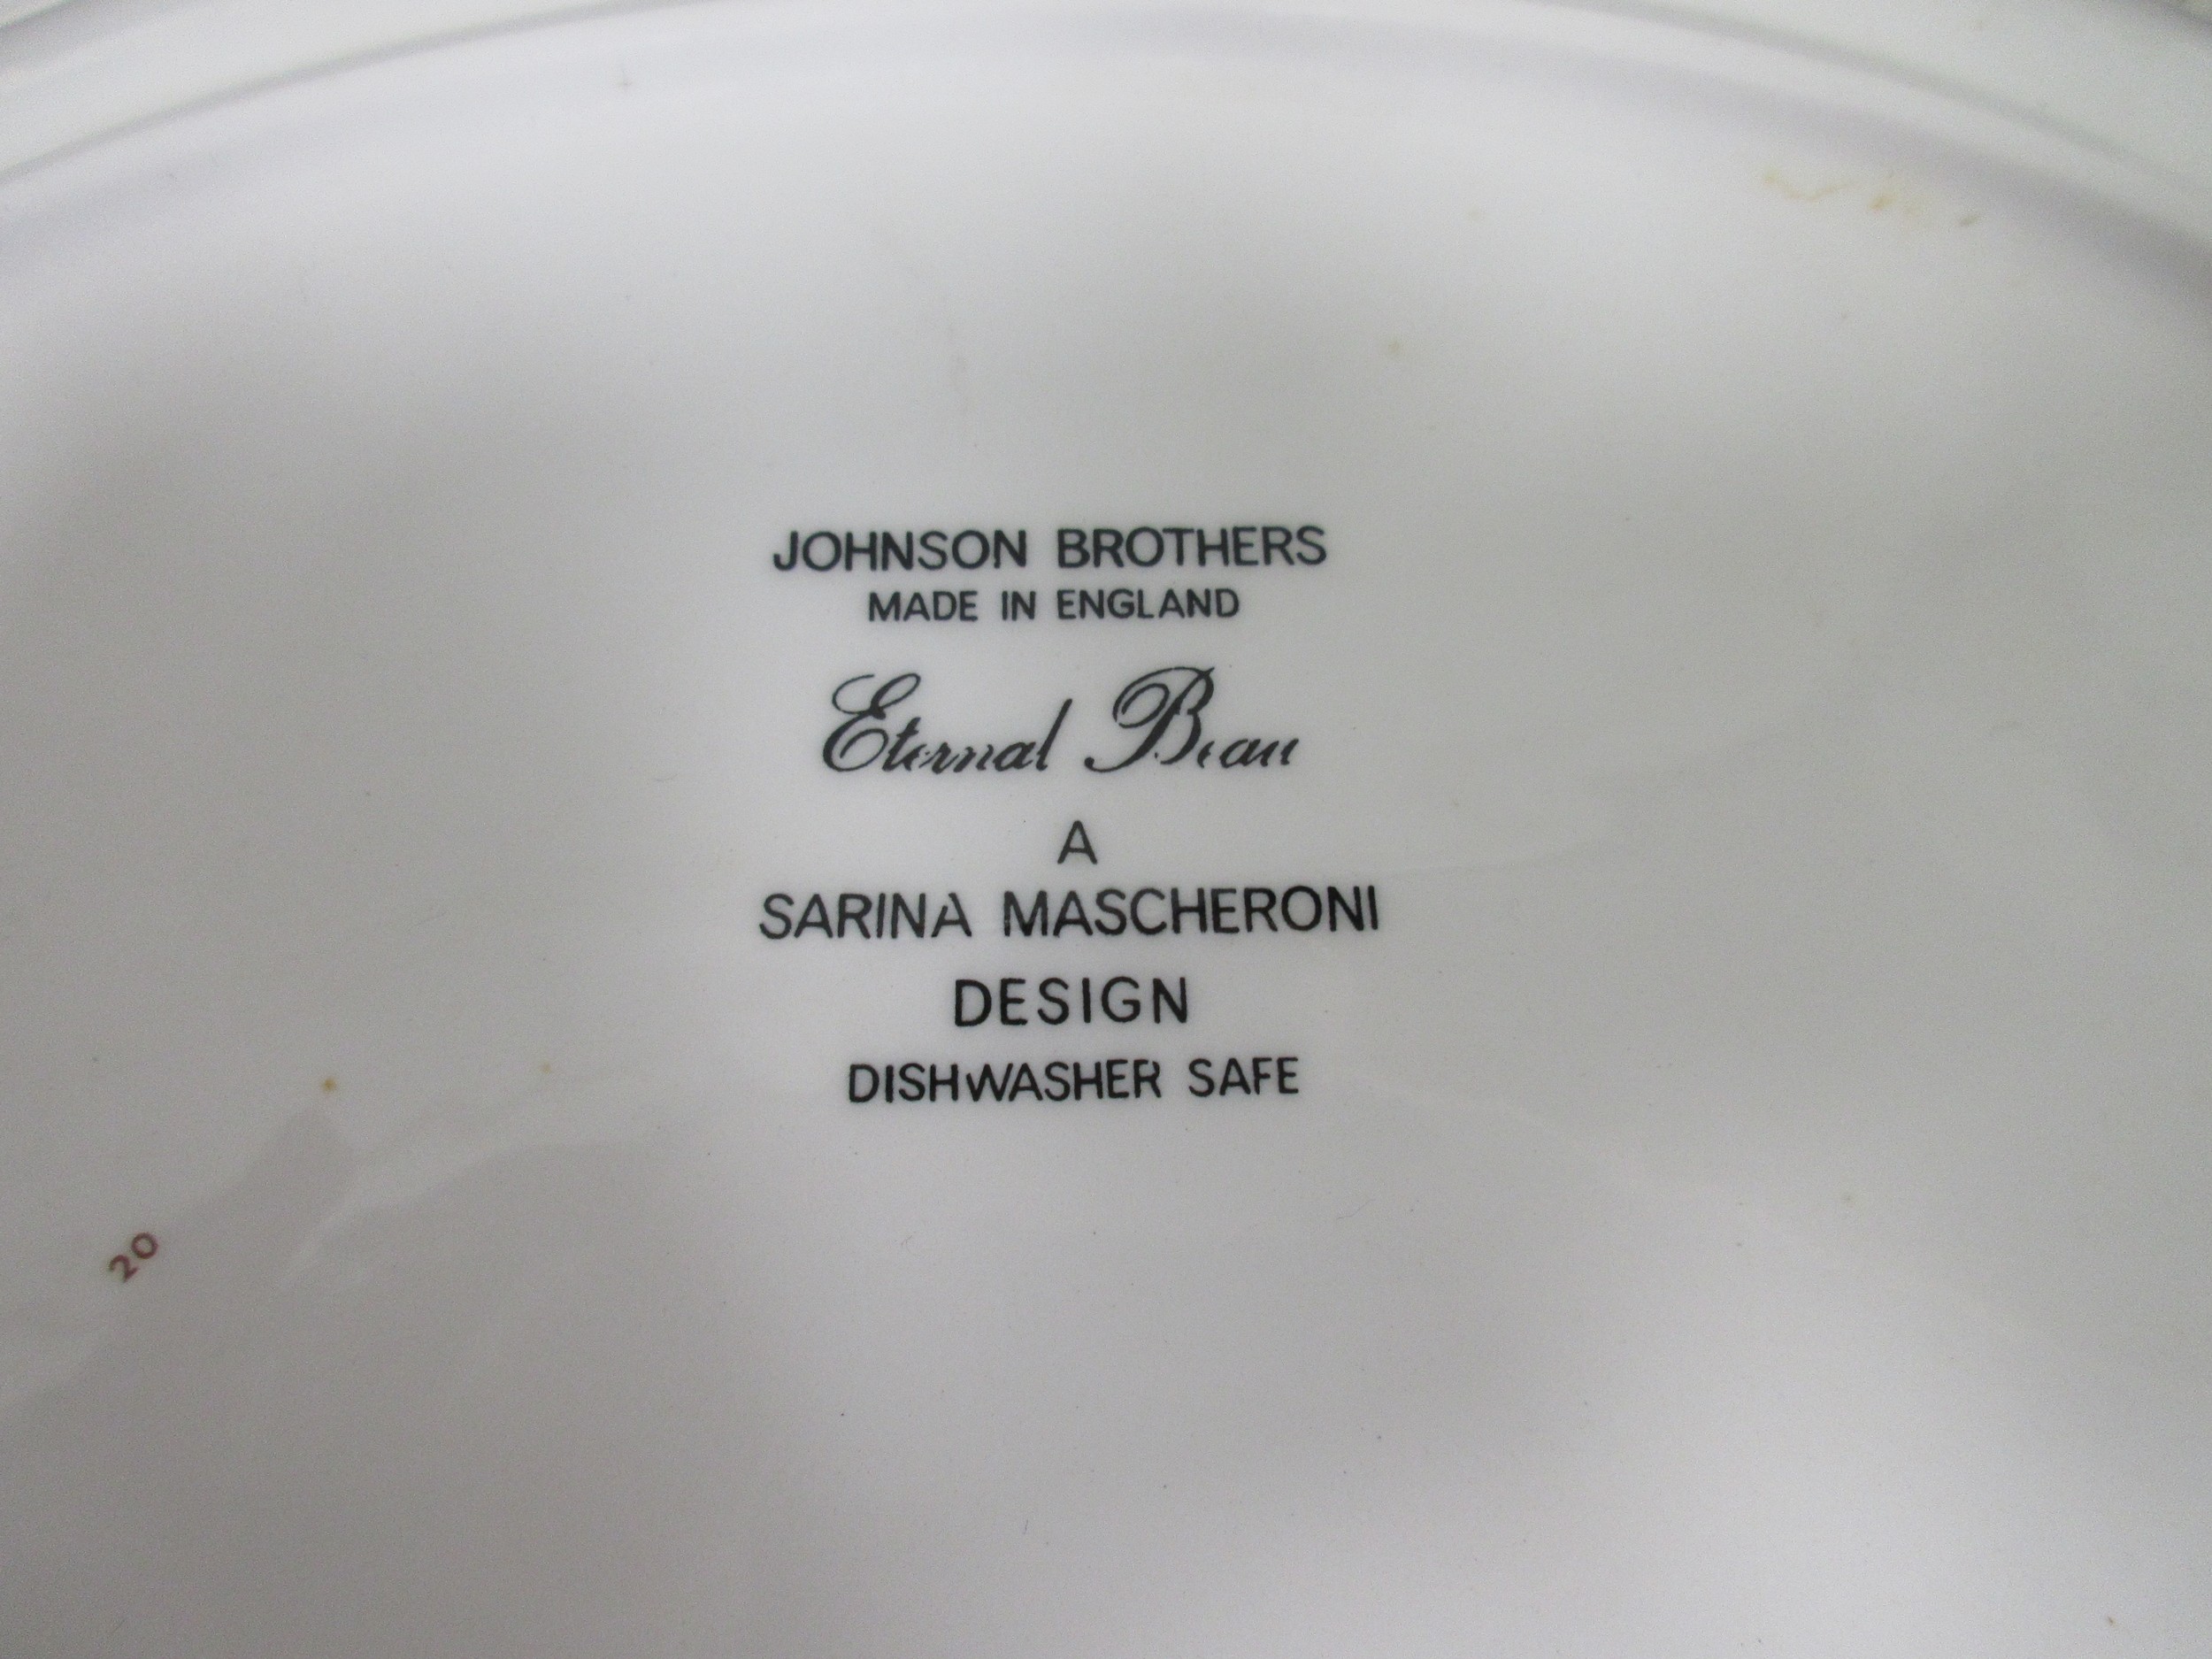 JOHNSON BROTHERS
MADE IN ENGLAND
Eternal Beau
A
SARINA MASCHERONI
DESIGN
DISHWASHER SAFE
20